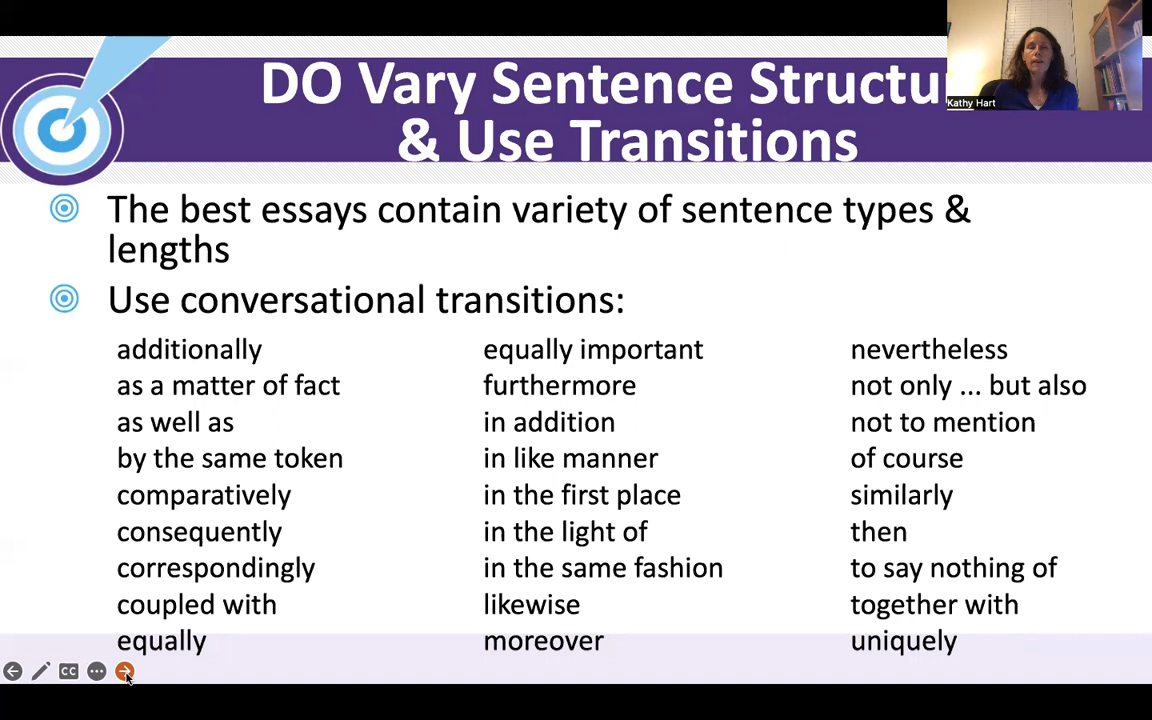 DO Vary Sentence Structu
& Use Transitions
Kathy Hart
The best essays contain variety of sentence types &
lengths
Use conversational transitions:
additionally
as a matter of fact
as well as
by the same token
comparatively
consequently
correspondingly
coupled with
equally
equally important
furthermore
in addition
in like manner
in the first place
in the light of
in the same fashion
likewise
moreover
nevertheless
not only ... but also
not to mention
of course
similarly
then
to say nothing of
together with
uniquely
CC